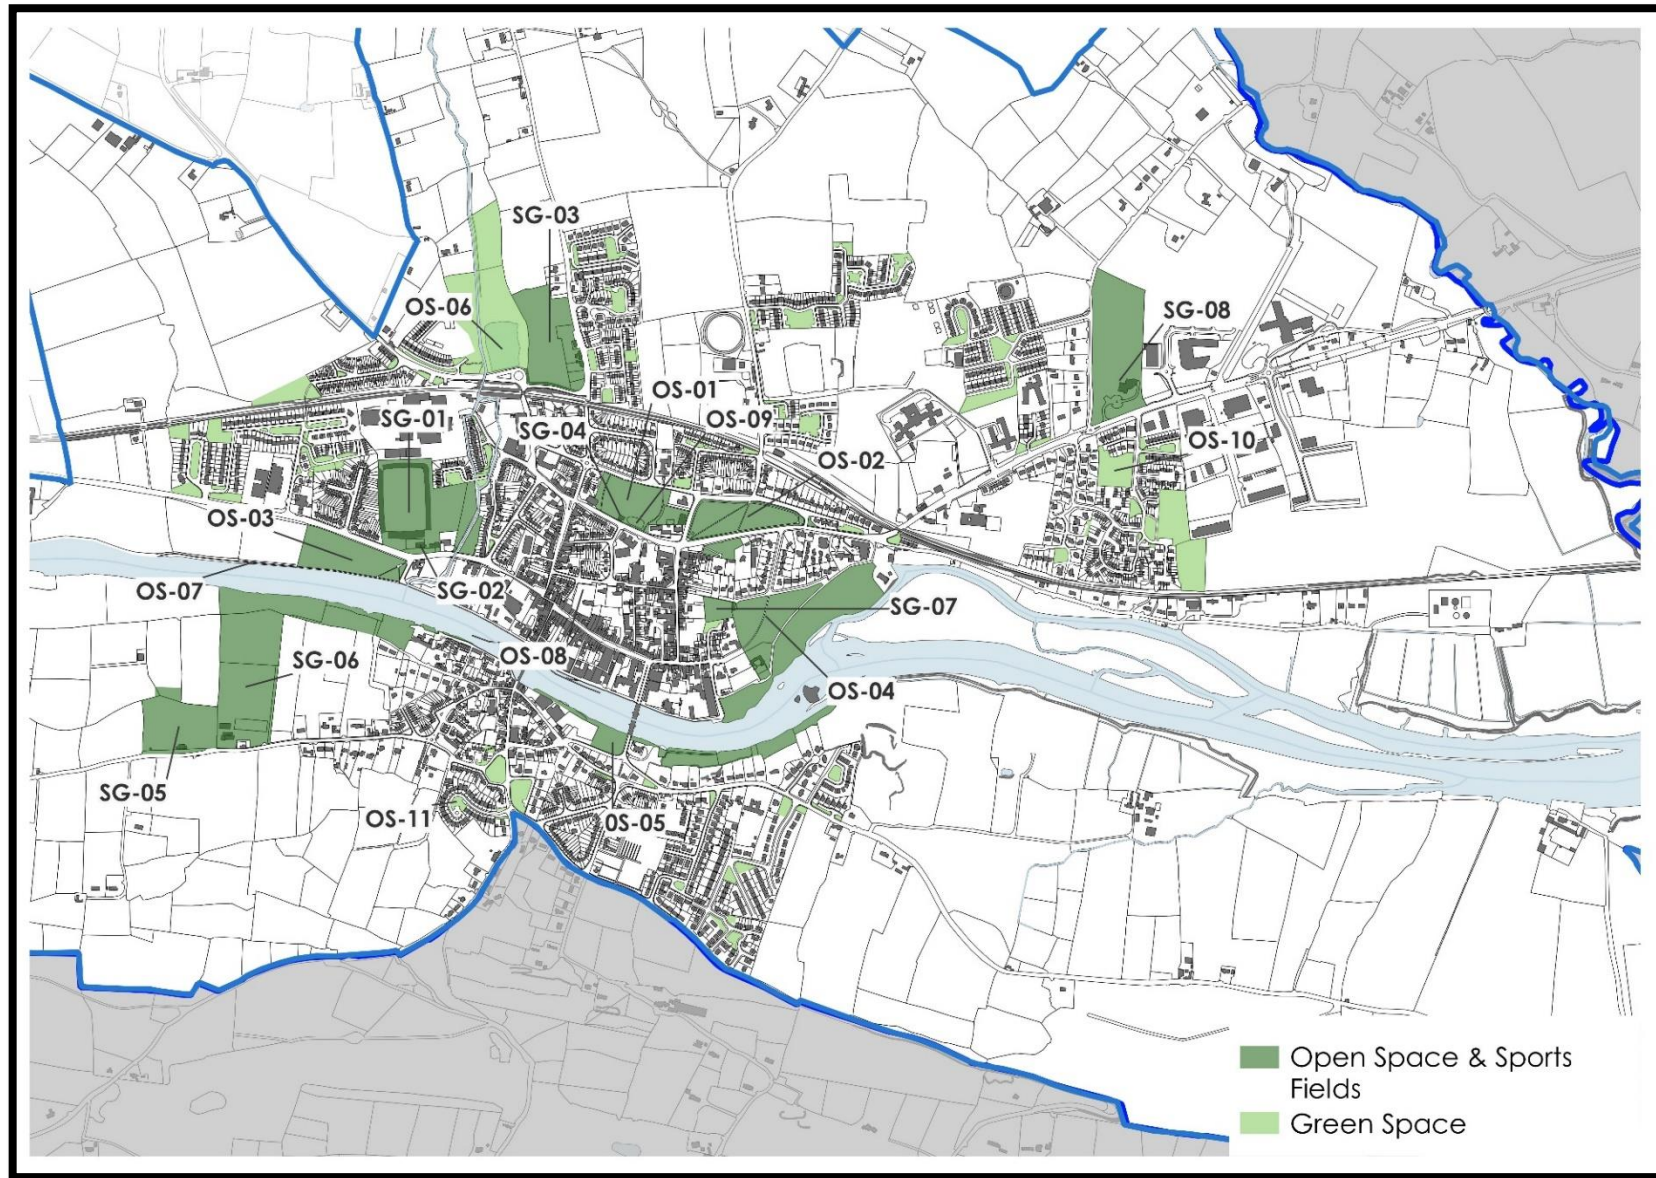 SG-03
OS-06
SG-08
OS-01
SG-01
SG-04
OS-09
OS-10
OS-02
OS-03
OS-07
SG-02
SG-07
OS-08
SG-06
OS-04
SG-05
OS-11
0S-05
Open Space & Sports
Fields
Green Space